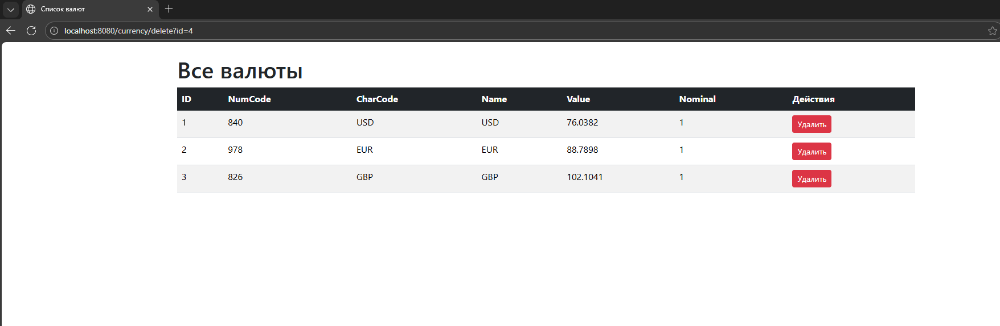 Список валют
localhost:8080/currency/delete?id=4
Все валюты
ID NumCode CharCode Name Value Nominal Действия
1 840 USD USD 76.0382 1 Удалить
2 978 EUR EUR 88.7898 1 Удалить
3 826 GBP GBP 102.1041 1 Удалить